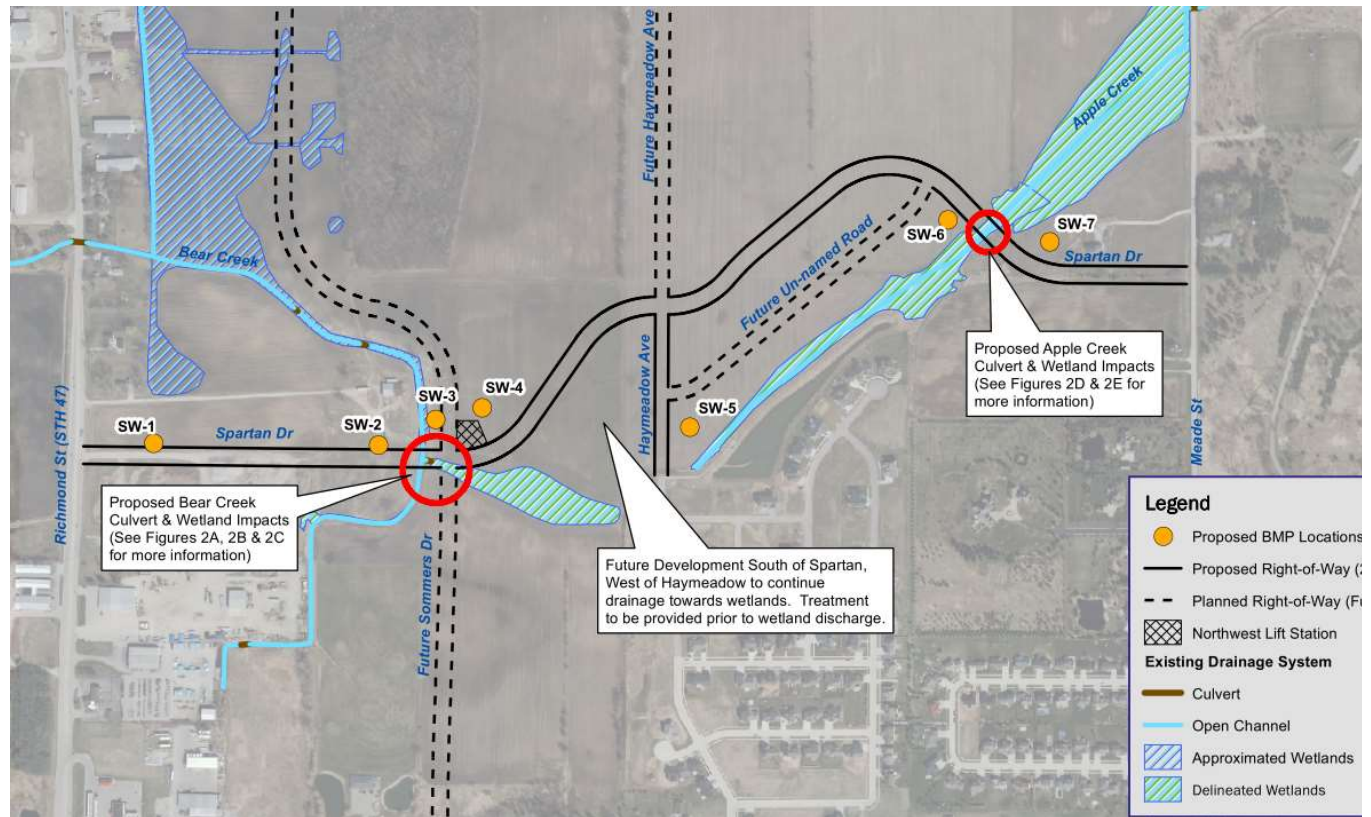 Future Haymeadow Ave
Apple Creek
Bear Creek
SW-6
SW-7
Spartan Dr
Future Un-named Road
SW-3
SW-4
SW-1
Spartan Dr
SW-2
Haymeadow Ave
SW-5
Proposed Apple Creek
Culvert & Wetland Impacts
(See Figures 2D & 2E for
more information)
Meade St
Richmond St (STH 47)
Proposed Bear Creek
Culvert & Wetland Impacts
(See Figures 2A, 2B & 2C
for more information)
Future Sommers Dr
Future Development South of Spartan,
West of Haymeadow to continue
drainage towards wetlands. Treatment
to be provided prior to wetland discharge.
Legend
Proposed BMP Locations
Proposed Right-of-Way (2
Planned Right-of-Way (F
Northwest Lift Station
Existing Drainage System
Culvert
Open Channel
Approximated Wetlands
Delineated Wetlands